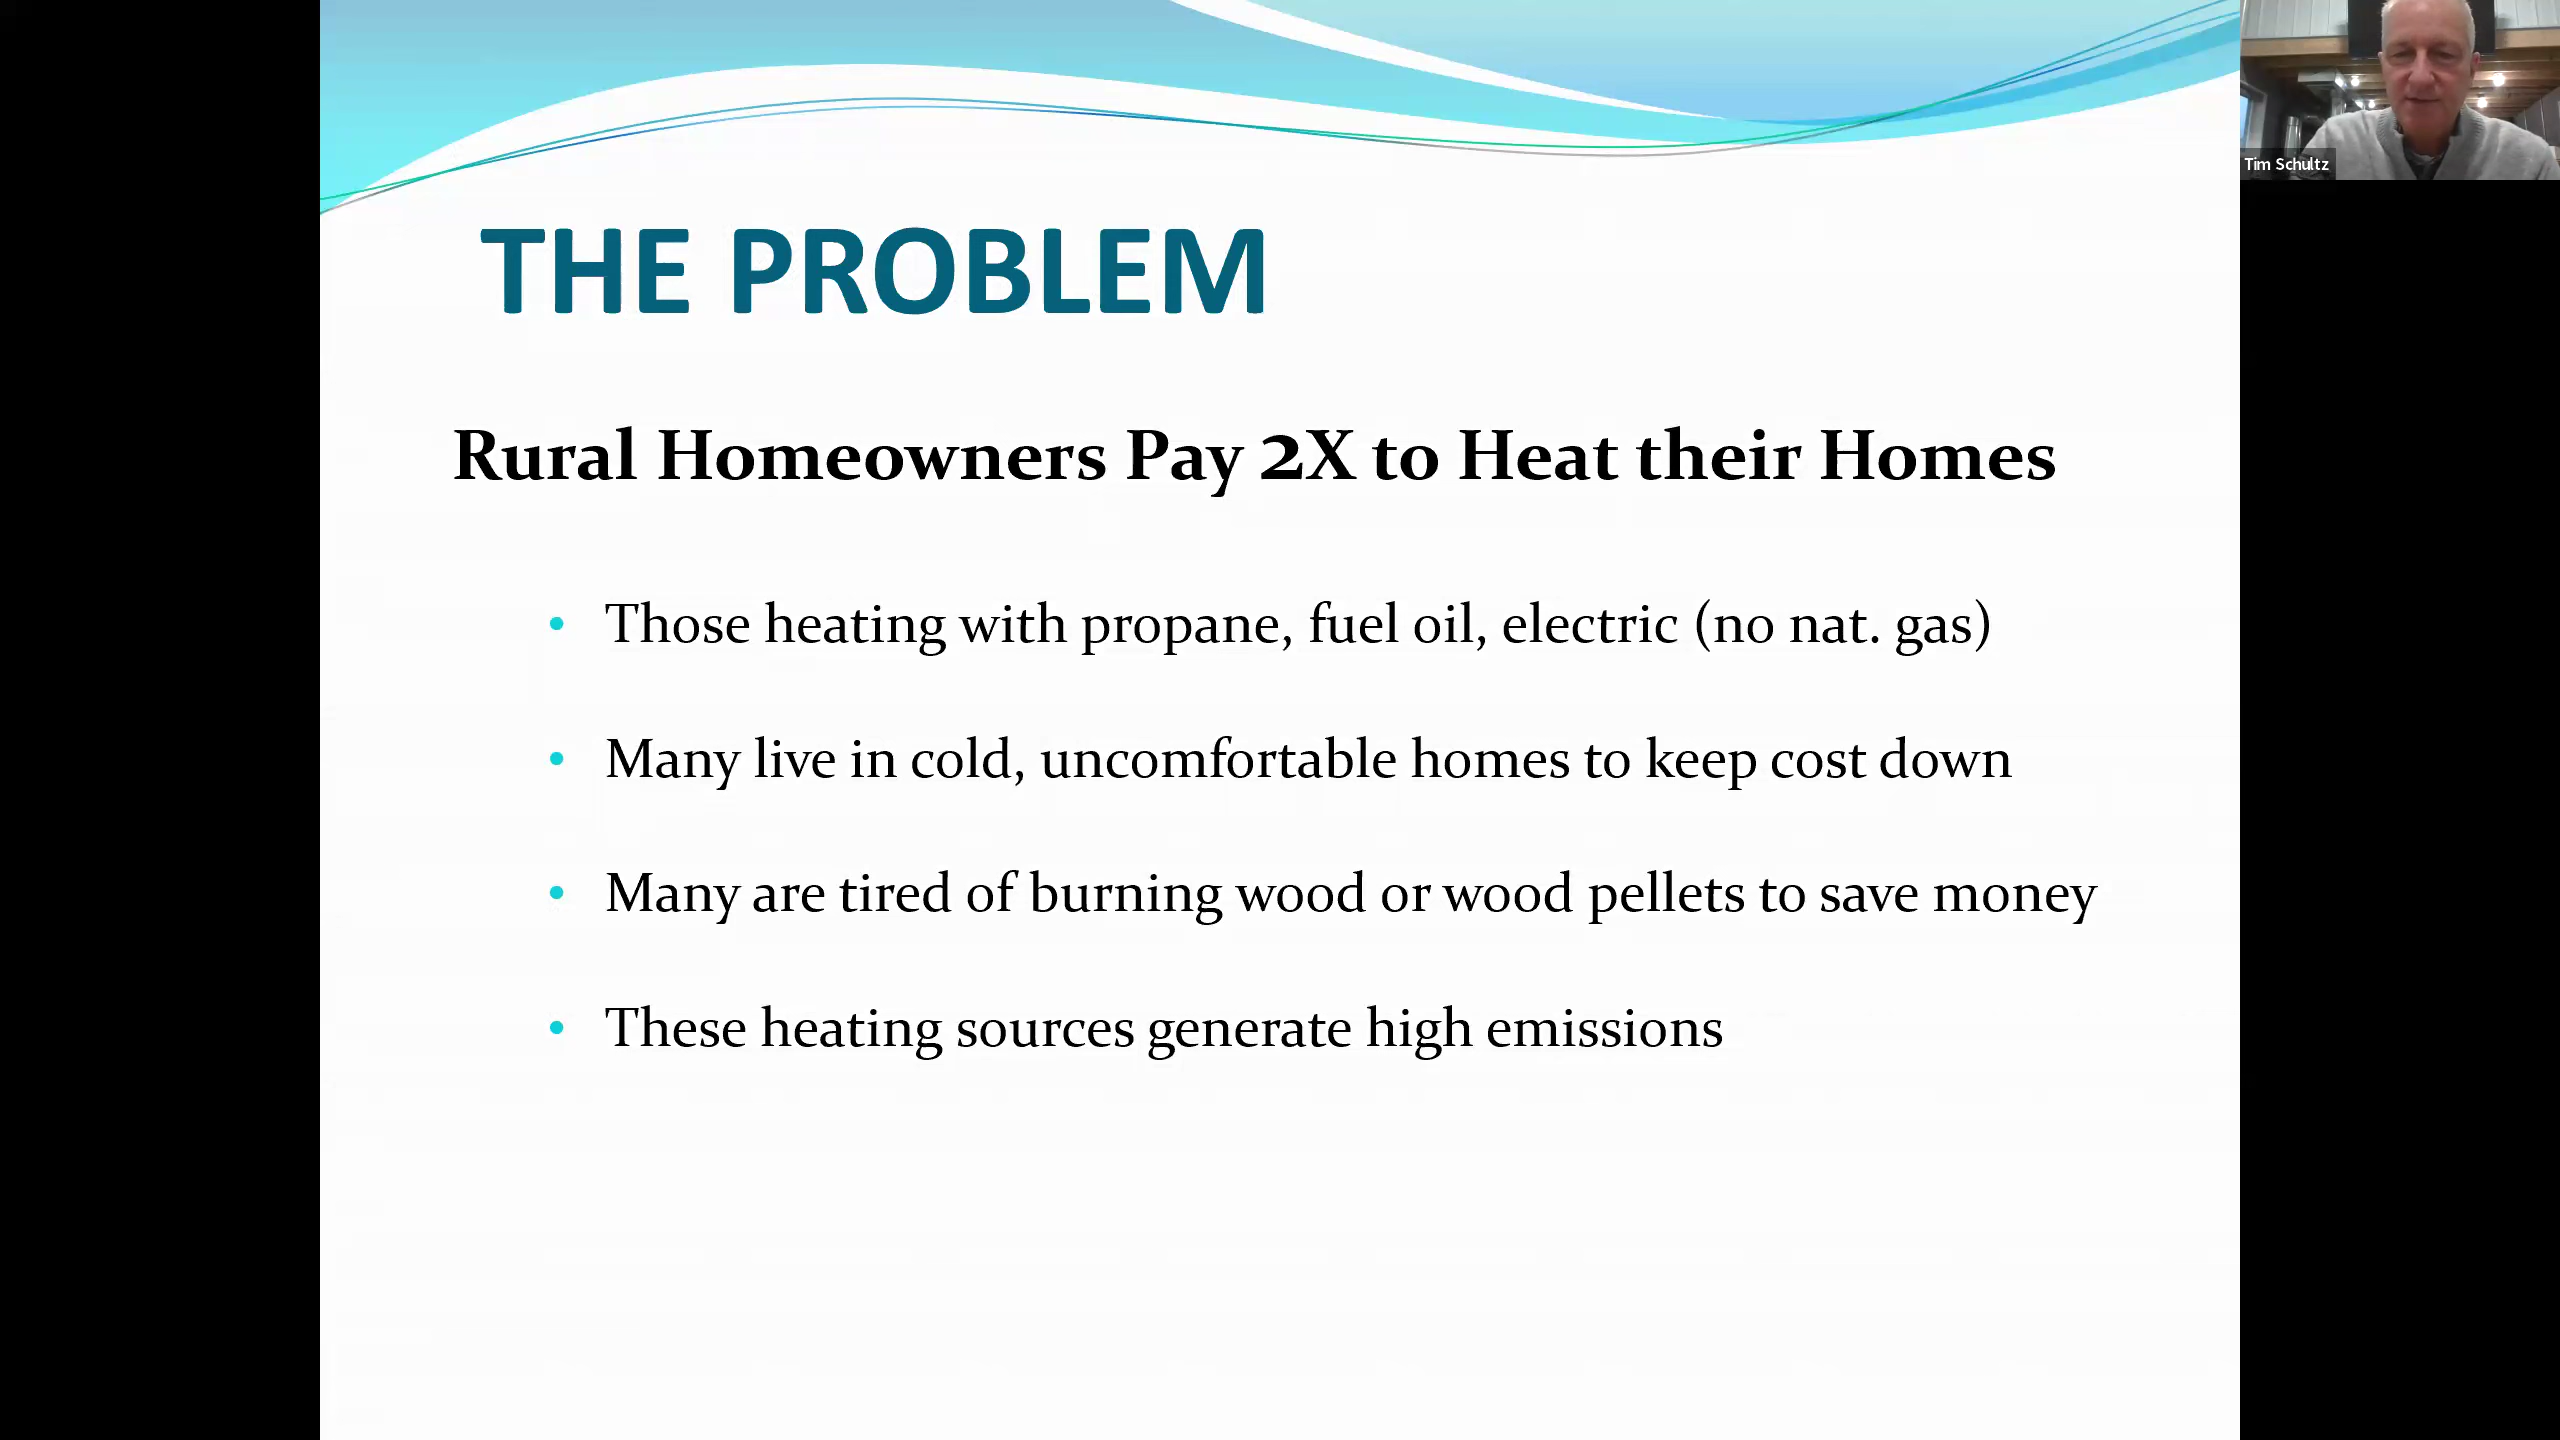 THE PROBLEM
Rural Homeowners Pay 2X to Heat their Homes
• Those heating with propane, fuel oil, electric (no nat. gas)
• Many live in cold, uncomfortable homes to keep cost down
• Many are tired of burning wood or wood pellets to save money
• These heating sources generate high emissions
Tim Schultz